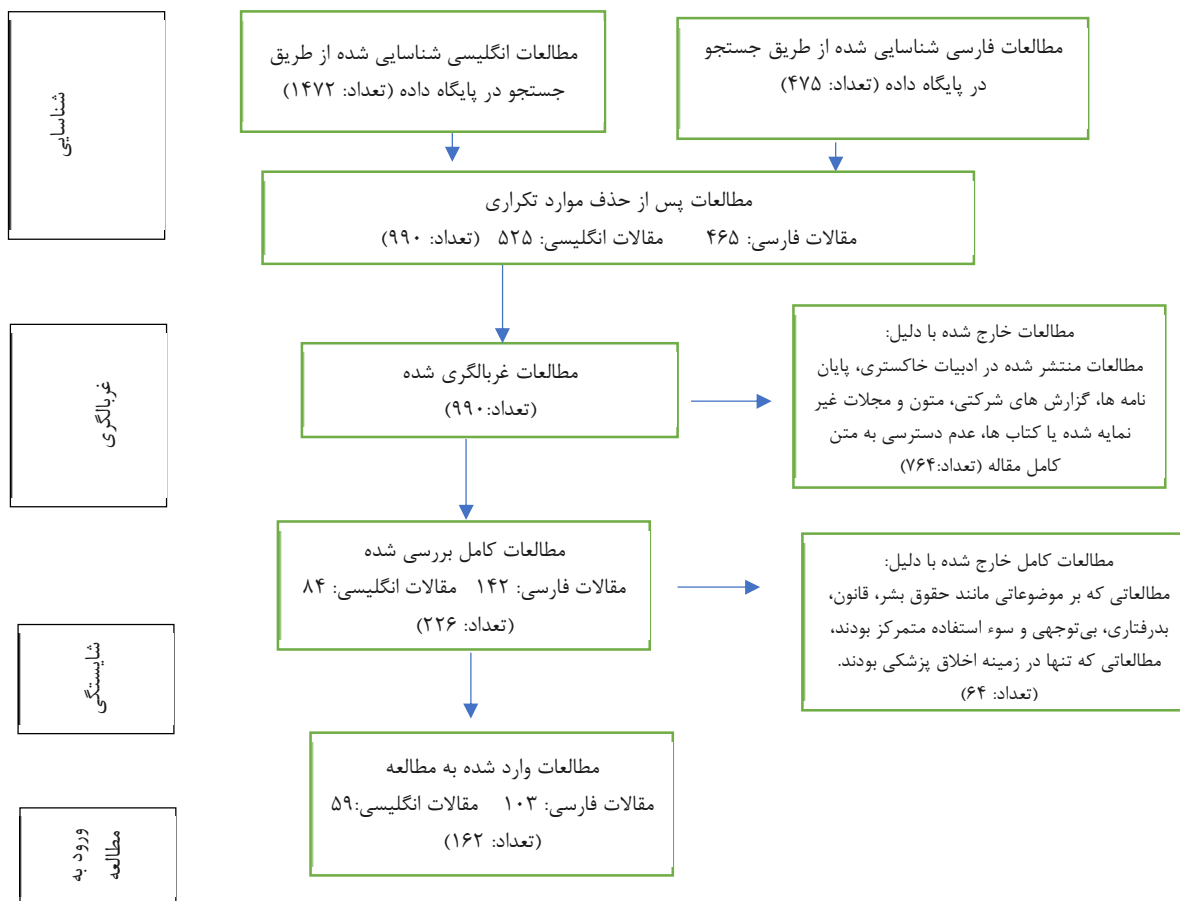 شناسایی
مطالعات فارسی شناسایی شده از طریق جستجو
در پایگاه داده (تعداد: ۴۷۵)
مطالعات انگلیسی شناسایی شده از طریق
جستجو در پایگاه داده (تعداد: ۱۴۷۲)
مطالعات پس از حذف موارد تکراری
مقالات فارسی: ۴۶۵ مقالات انگلیسی: ۵۲۵ (تعداد: ۹۹۰)
غربالگری
مطالعات غربالگری شده
(تعداد:۹۹۰)
مطالعات خارج شده با دلیل:
مطالعات منتشر شده در ادبیات خاکستری، پایان
نامه ها، گزارش های شرکتی، متون و مجلات غیر
نمایه شده یا کتاب ها، عدم دسترسی به متن
کامل مقاله (تعداد:۷۶۴)
شایستگی
مطالعات کامل بررسی شده
مقالات فارسی: ۱۴۲ مقالات انگلیسی: ۸۴
(تعداد: ۲۲۶)
مطالعات کامل خارج شده با دلیل:
مطالعاتی که بر موضوعاتی مانند حقوق بشر، قانون،
بدرفتاری، بی‌توجهی و سوء استفاده متمرکز بودند،
مطالعاتی که تنها در زمینه اخلاق پزشکی بودند.
(تعداد: ۶۴)
ورود به
مطالعه
مطالعات وارد شده به مطالعه
مقالات فارسی: ۱۰۳ مقالات انگلیسی:۵۹
(تعداد: ۱۶۲)